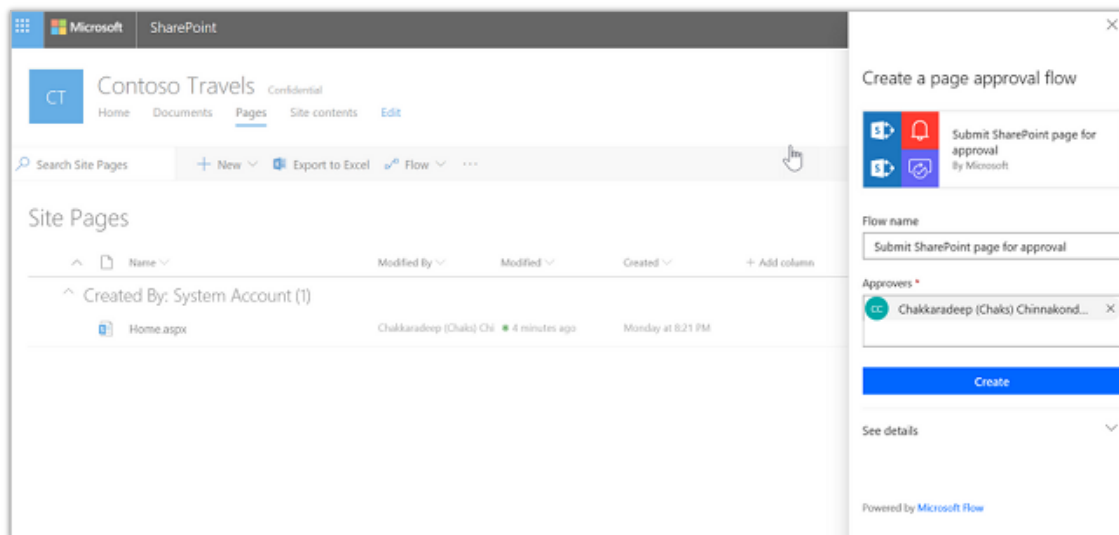 Microsoft SharePoint
CT
Contoso Travels Confidential
Home Documents Pages Site contents Edit
Search Site Pages New Export to Excel Flow ...
Site Pages
Name Modified By Modified Created + Add column
Created By: System Account (1)
Home.aspx Chakkaradeep (Chaks) Chi 4 minutes ago Monday at 8:21 PM
Create a page approval flow
Submit SharePoint page for
approval
By Microsoft
Flow name
Submit SharePoint page for approval
Approvers *
CC Chakkaradeep (Chaks) Chinnakond...
Create
See details
Powered by Microsoft Flow